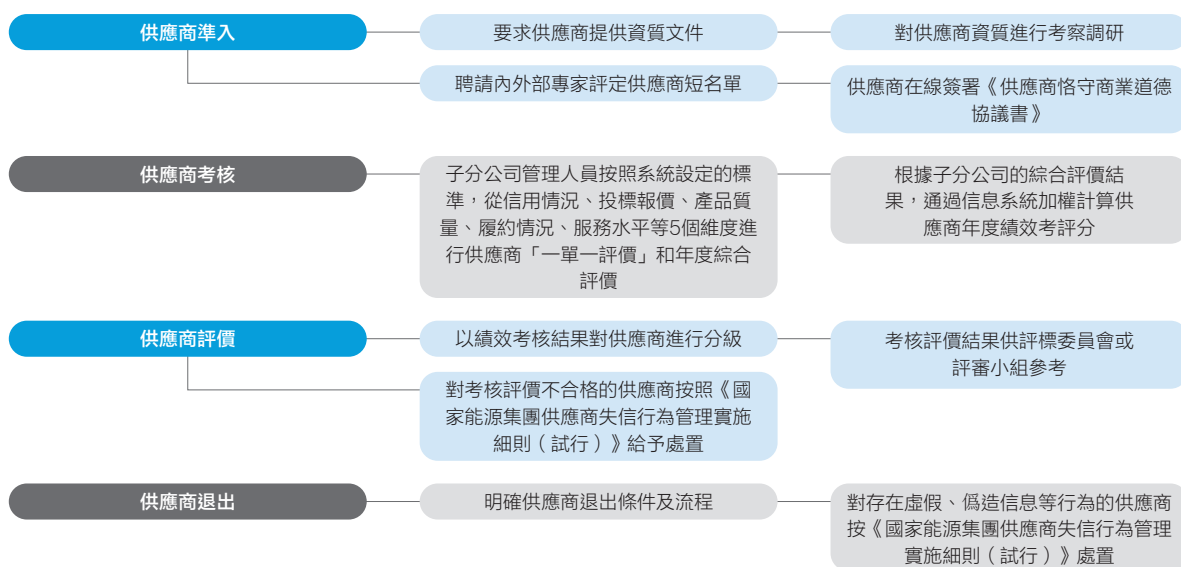 供應商準入
要求供應商提供資質文件
對供應商資質進行考察調研
聘請內外部專家評定供應商短名單
供應商在線簽署《供應商恪守商業道德
協議書》
供應商考核
子分公司管理人員按照系統設定的標
準，從信用情況、投標報價、產品質
量、履約情況、服務水平等5個維度進
行供應商「一單一評價」和年度綜合
評價
根據子分公司的綜合評價結
果，通過信息系統加權計算供
應商年度績效考評分
供應商評價
以績效考核結果對供應商進行分級
考核評價結果供評標委員會或
評審小組參考
對考核評價不合格的供應商按照《國
家能源集團供應商失信行為管理實施
細則（試行）》給予處置
供應商退出
明確供應商退出條件及流程
對存在虛假、偽造信息等行為的供應商
按《國家能源集團供應商失信行為管理
實施細則（試行）》處置